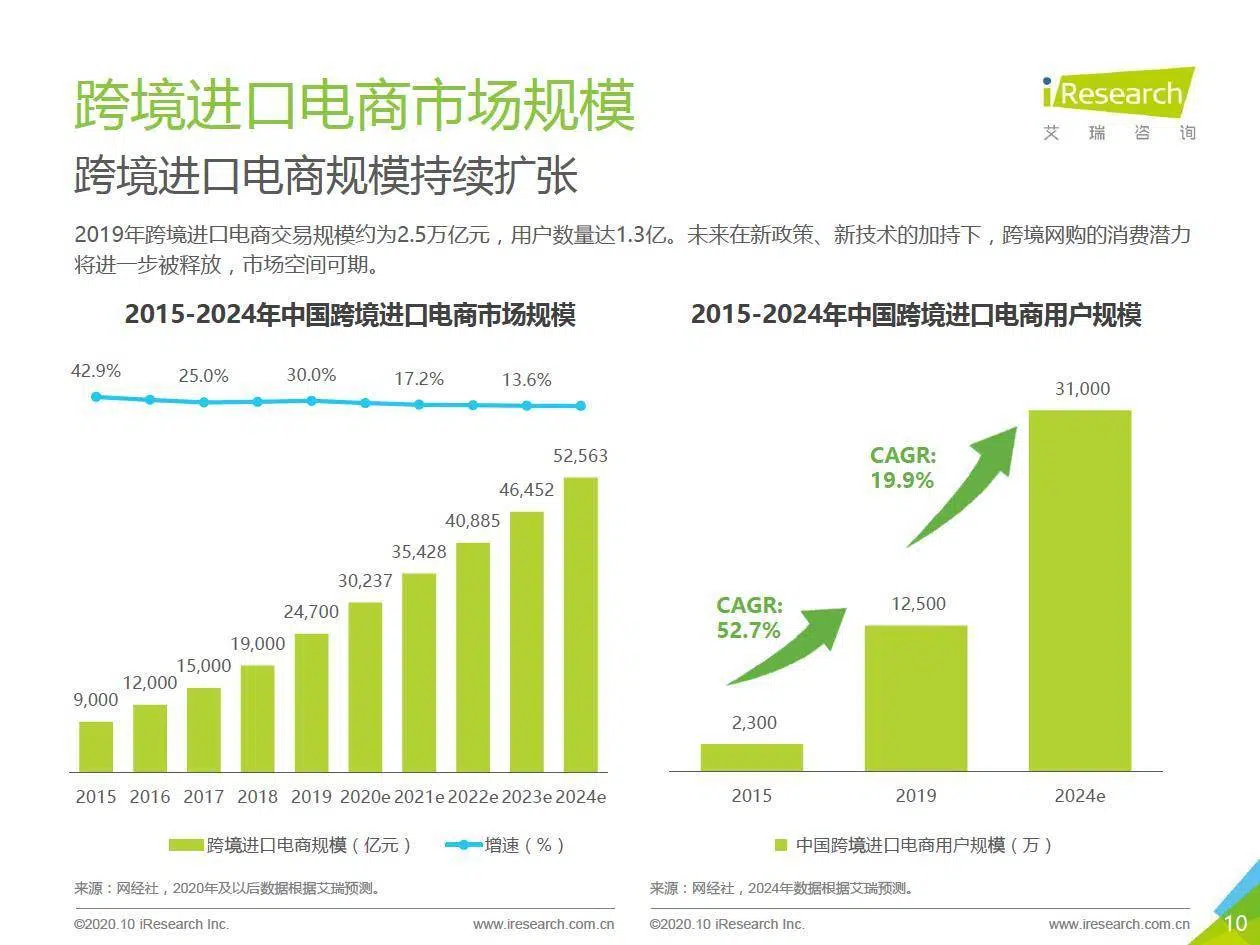 跨境进口电商市场规模
iResearch
艾瑞咨询
跨境进口电商规模持续扩张
2019年跨境进口电商交易规模约为2.5万亿元，用户数量达1.3亿。未来在新政策、新技术的加持下，跨境网购的消费潜力
将进一步被释放，市场空间可期。
2015-2024年中国跨境进口电商市场规模
42.9% 25.0% 30.0% 17.2% 13.6%
52,563
46,452
40,885
35,428
30,237
24,700
19,000
15,000
12,000
9,000
2015 2016 2017 2018 2019 2020e 2021e 2022e 2023e 2024e
跨境进口电商规模（亿元） 增速（%）
来源：网经社，2020年及以后数据根据艾瑞预测。
©2020.10 iResearch Inc. www.iresearch.com.cn
2015-2024年中国跨境进口电商用户规模
31,000
CAGR:
19.9%
12,500
CAGR:
52.7%
2,300
2015 2019 2024e
中国跨境进口电商用户规模（万）
来源：网经社，2024年数据根据艾瑞预测。
©2020.10 iResearch Inc. www.iresearch.com.cn
10